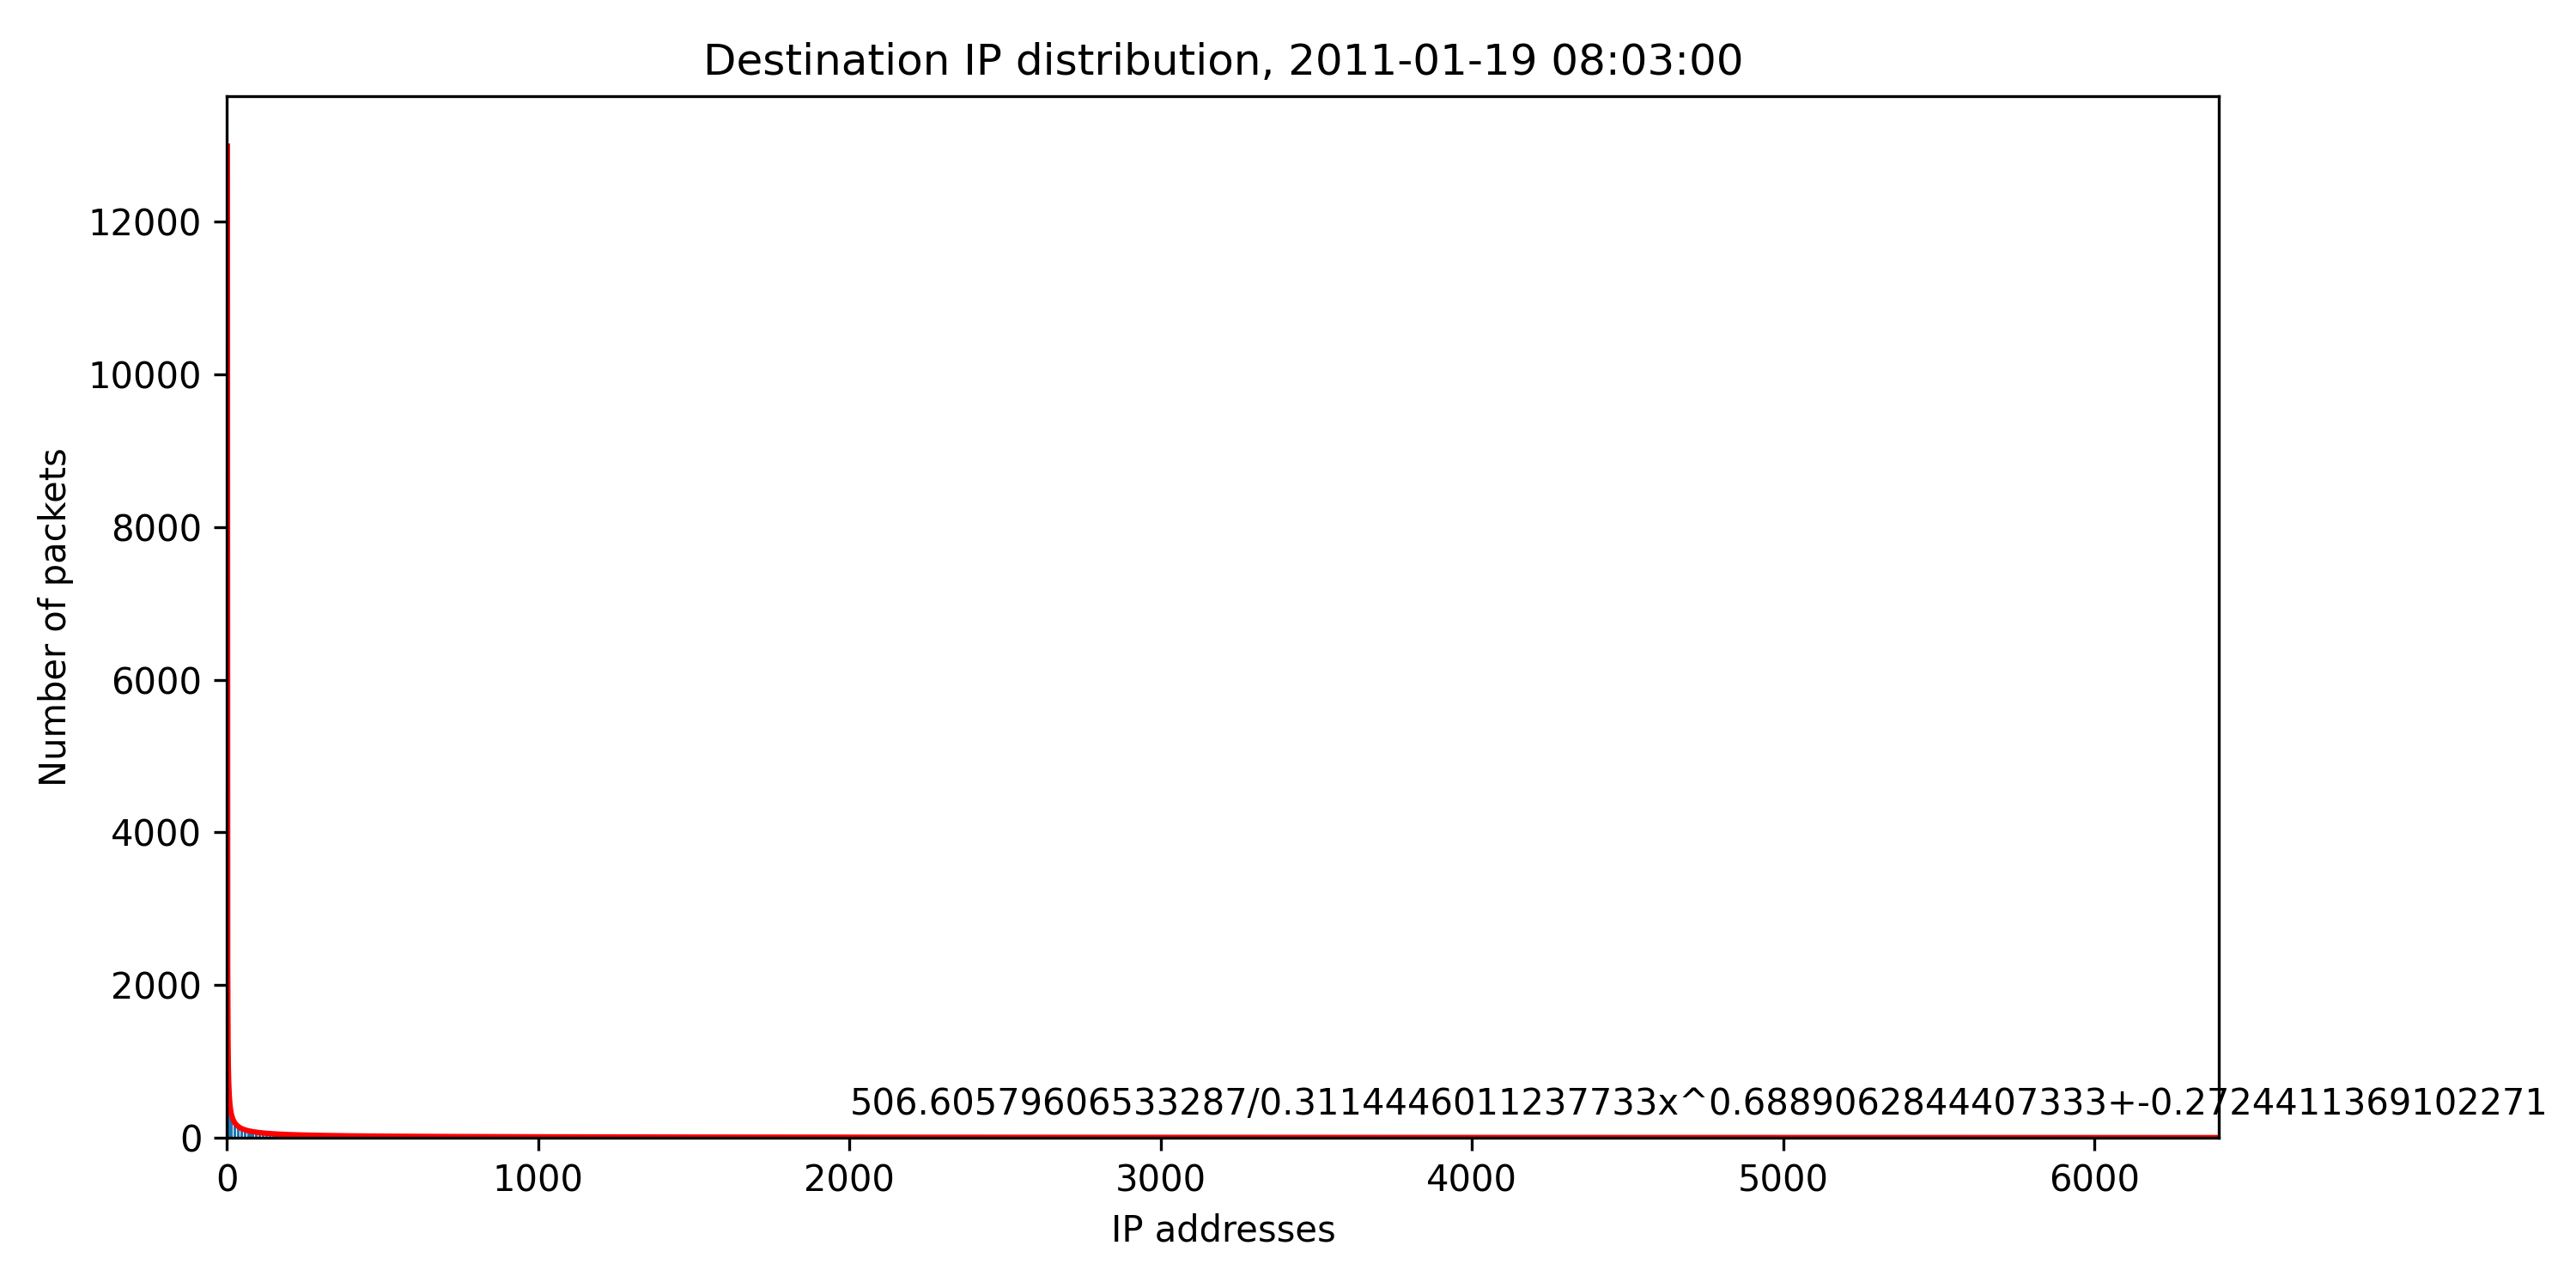 Destination IP distribution, 2011-01-19 08:03:00
Number of packets
12000
10000
8000
6000
4000
2000
0
506.60579606533287/0.3114446011237733x^0.6889062844407333+-0.2724411369102271
0 1000 2000 3000 4000 5000 6000
IP addresses